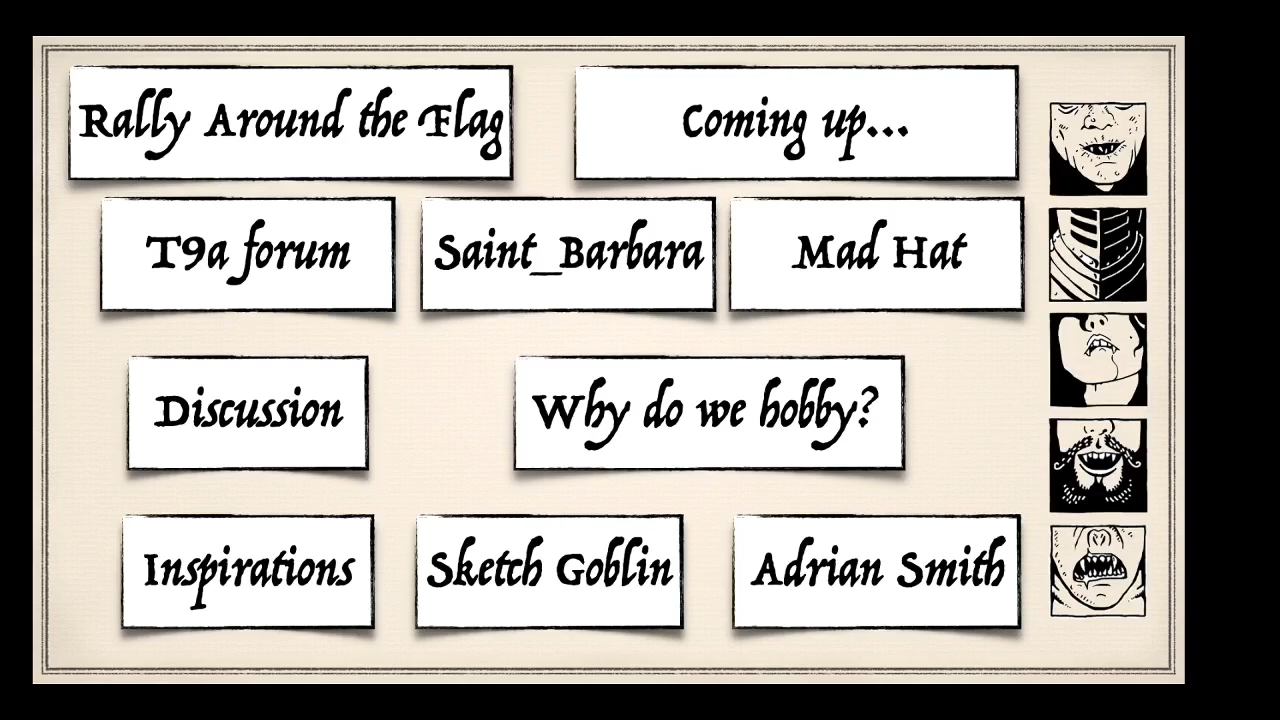 Rally Around the Flag
Coming up...
T9a forum
Saint_Barbara
Mad Hat
Discussion
Why do we hobby?
Inspirations
Sketch Goblin
Adrian Smith